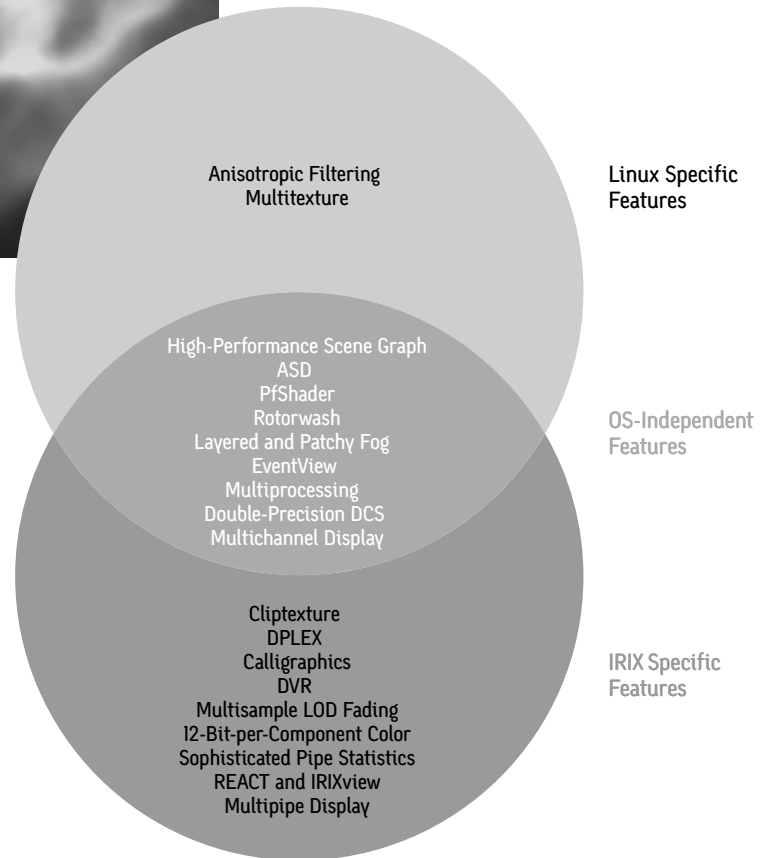 Anisotropic Filtering
Multitexture
Linux Specific
Features
High-Performance Scene Graph
ASD
PfShader
Rotorwash
Layered and Patchy Fog
EventView
Multiprocessing
Double-Precision DCS
Multichannel Display
OS-Independent
Features
Cliptexture
DPLEX
Calligraphics
DVR
Multisample LOD Fading
12-Bit-per-Component Color
Sophisticated Pipe Statistics
REACT and IRIXview
Multipipe Display
IRIX Specific
Features